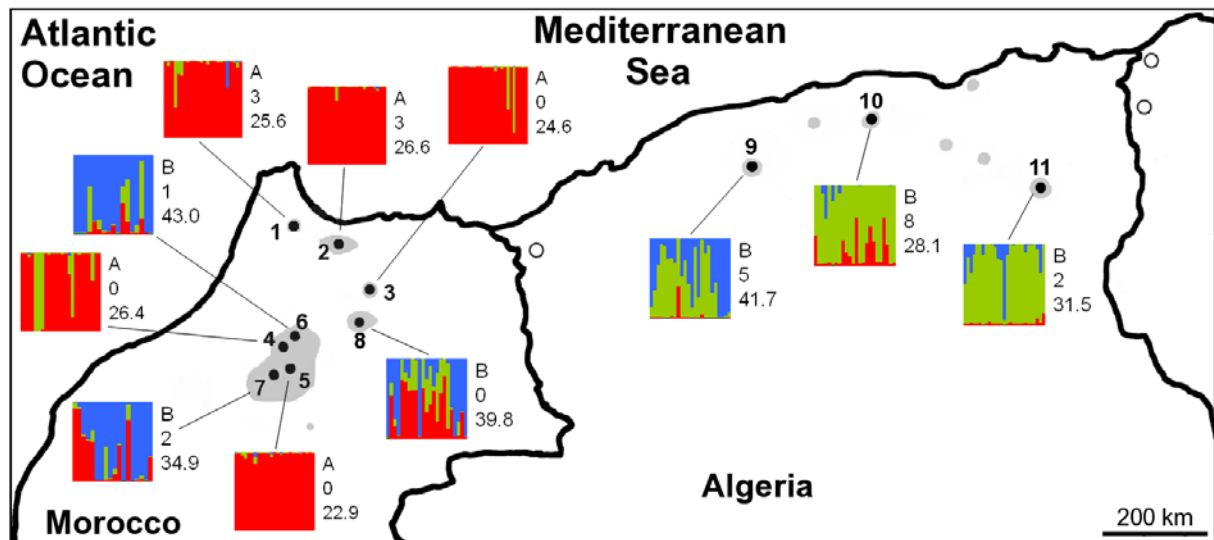 Atlantic
Ocean
Mediterranean
Sea
A
3
25.6
A
3
26.6
A
0
24.6
B
1
43.0
A
0
26.4
B
2
34.9
A
0
22.9
B
0
39.8
B
5
41.7
B
8
28.1
B
2
31.5
1
2
3
4
5
6
7
8
9
10
11
Morocco
Algeria
200 km